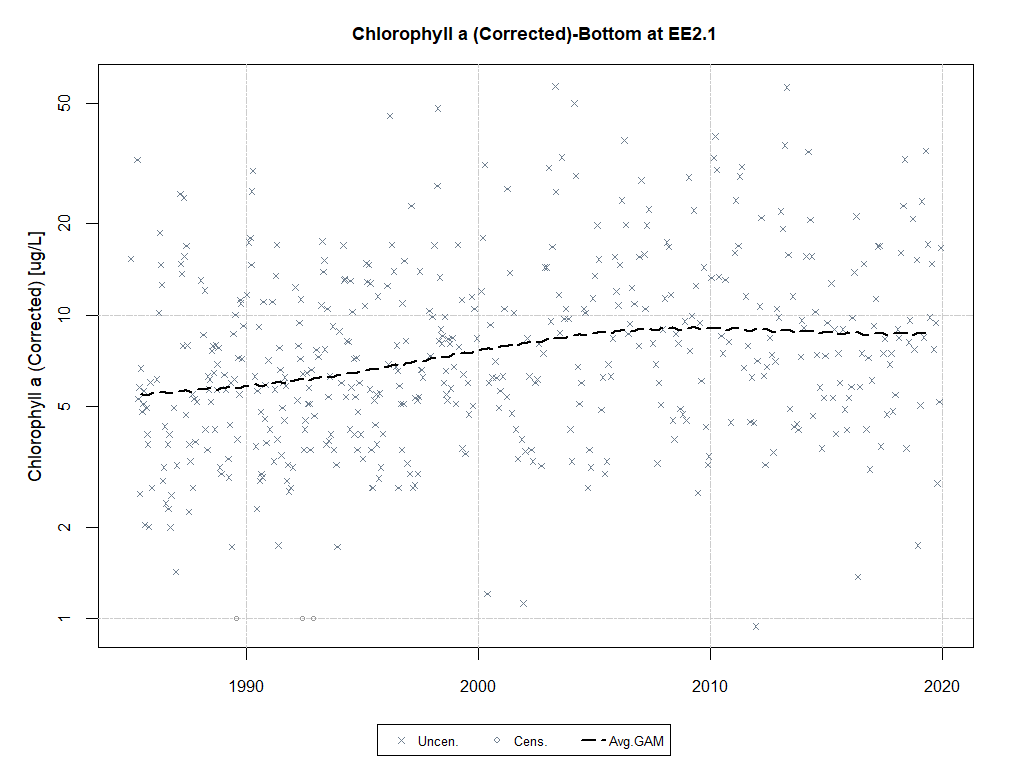 Chlorophyll a (Corrected)-Bottom at EE2.1
Chlorophyll a (Corrected) [ug/L]
50
20
10
5
2
1
1990 2000 2010 2020
Uncen. Cens. Avg.GAM